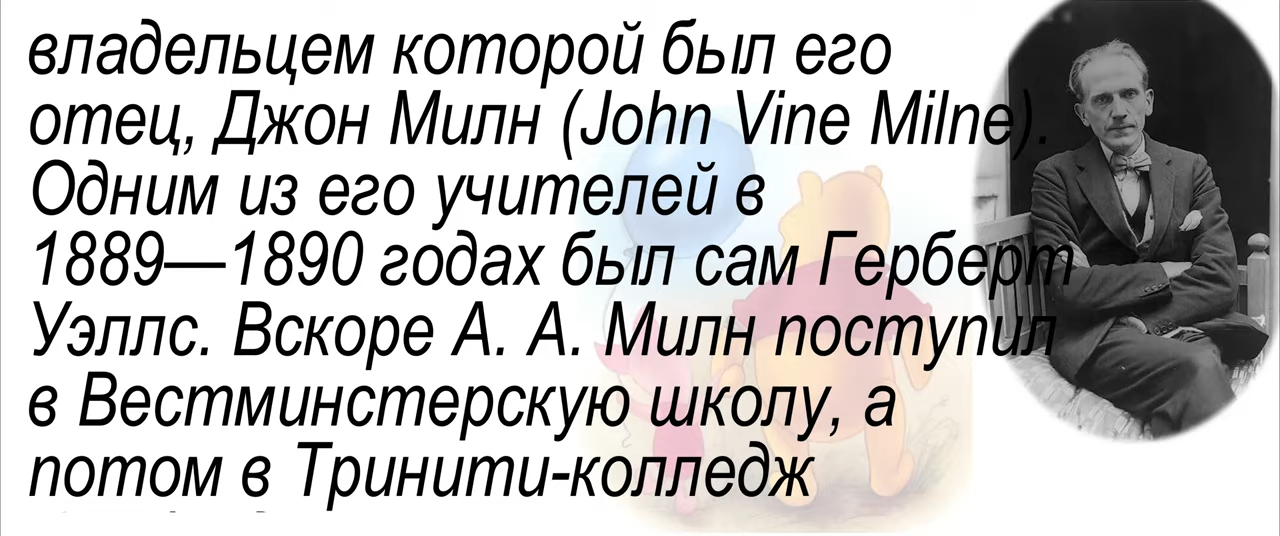 владельцем которой был его
отец, Джон Милн (John Vine Milne).
Одним из его учителей в
1889—1890 годах был сам Герберт
Уэллс. Вскоре А. А. Милн поступил
в Вестминстерскую школу, а
потом в Тринити-колледж